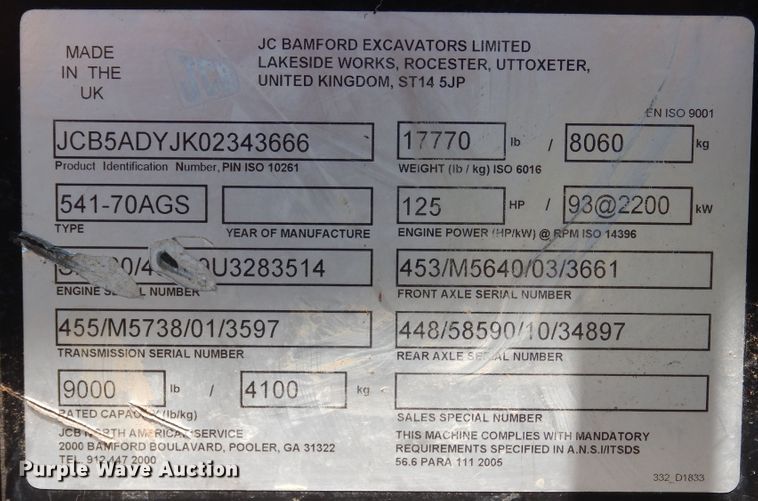 MADE
IN THE
UK
JC BAMFORD EXCAVATORS LIMITED
LAKESIDE WORKS, ROCESTER, UTTOXETER,
UNITED KINGDOM, ST14 5JP
EN ISO 9001
JCB5ADYJK02343666
Product Identification Number, PIN ISO 10261
17770 lb / 8060 kg
WEIGHT (lb / kg) ISO 6016
541-70AGS
TYPE
YEAR OF MANUFACTURE
125 HP / 93@2200 kW
ENGINE POWER (HP/kW) @ RPM ISO 14396
U3283514
ENGINE SERIAL NUMBER
453/M5640/03/3661
FRONT AXLE SERIAL NUMBER
455/M5738/01/3597
TRANSMISSION SERIAL NUMBER
448/58590/10/34897
REAR AXLE SERIAL NUMBER
9000 lb / 4100 kg
RATED CAPACITY (lb/kg)
SALES SPECIAL NUMBER
JCB NORTH AMERICA SERVICE
2000 BAMFORD BOULAVARD, POOLER, GA 31322
TEL. 912 447 2000
THIS MACHINE COMPLIES WITH MANDATORY
REQUIREMENTS SPECIFIED IN A.N.S.I/ITSDS
56.6 PARA 111 2005
332_D1833
Purple Wave Auction